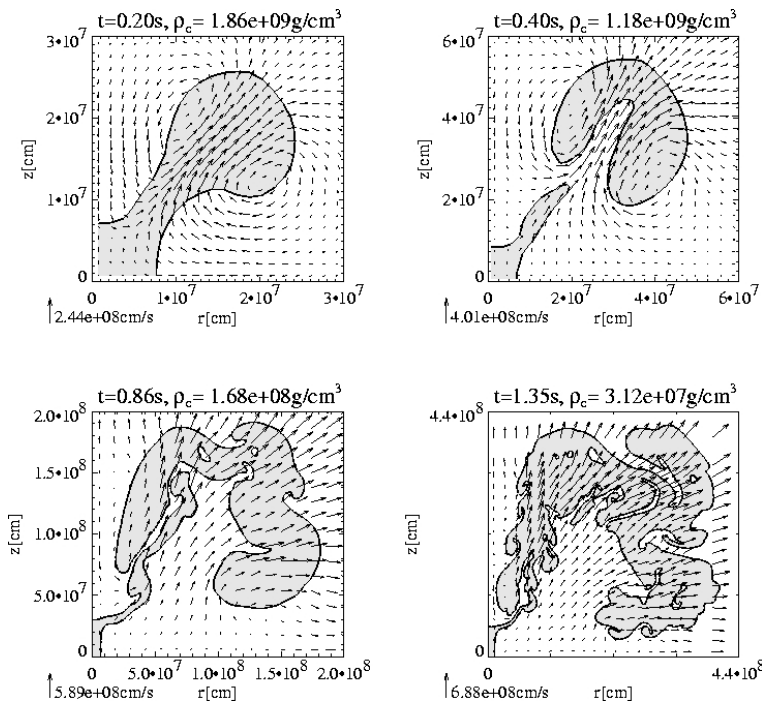 t=0.20s, ρc= 1.86e+09g/cm³
3•10⁷
2•10⁷
z[cm]
1•10⁷
0
0 1•10⁷ 2•10⁷ 3•10⁷
2.44e+08cm/s r[cm]
t=0.40s, ρc= 1.18e+09g/cm³
6•10⁷
4•10⁷
z[cm]
2•10⁷
0
0 2•10⁷ 4•10⁷ 6•10⁷
4.01e+08cm/s r[cm]
t=0.86s, ρc= 1.68e+08g/cm³
2.0•10⁸
1.5•10⁸
z[cm]
1.0•10⁸
5.0•10⁷
0
0 5.0•10⁷ 1.0•10⁸ 1.5•10⁸ 2.0•10⁸
5.89e+08cm/s r[cm]
t=1.35s, ρc= 3.12e+07g/cm³
4.4•10⁸
z[cm]
0
0 4.4•10⁸
6.88e+08cm/s r[cm]